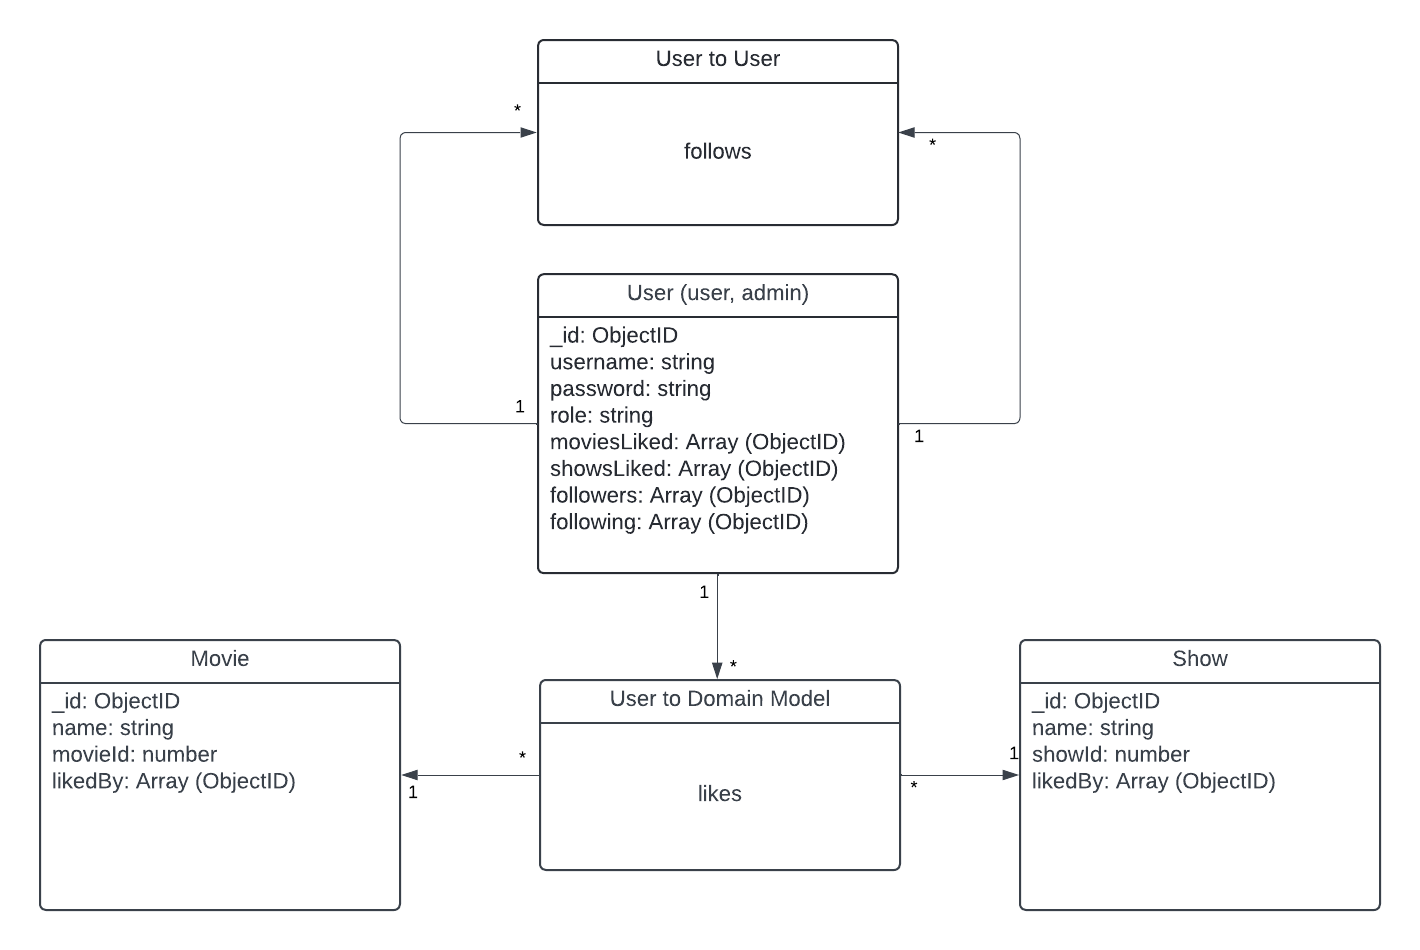 User to User
*
follows
*
User (user, admin)
_id: ObjectID
username: string
password: string
1
role: string
1
moviesLiked: Array (ObjectID)
showsLiked: Array (ObjectID)
followers: Array (ObjectID)
following: Array (ObjectID)
1
*
Movie
_id: ObjectID
name: string
movieId: number
likedBy: Array (ObjectID)
User to Domain Model
*
1
likes
*
1
Show
_id: ObjectID
name: string
showId: number
likedBy: Array (ObjectID)